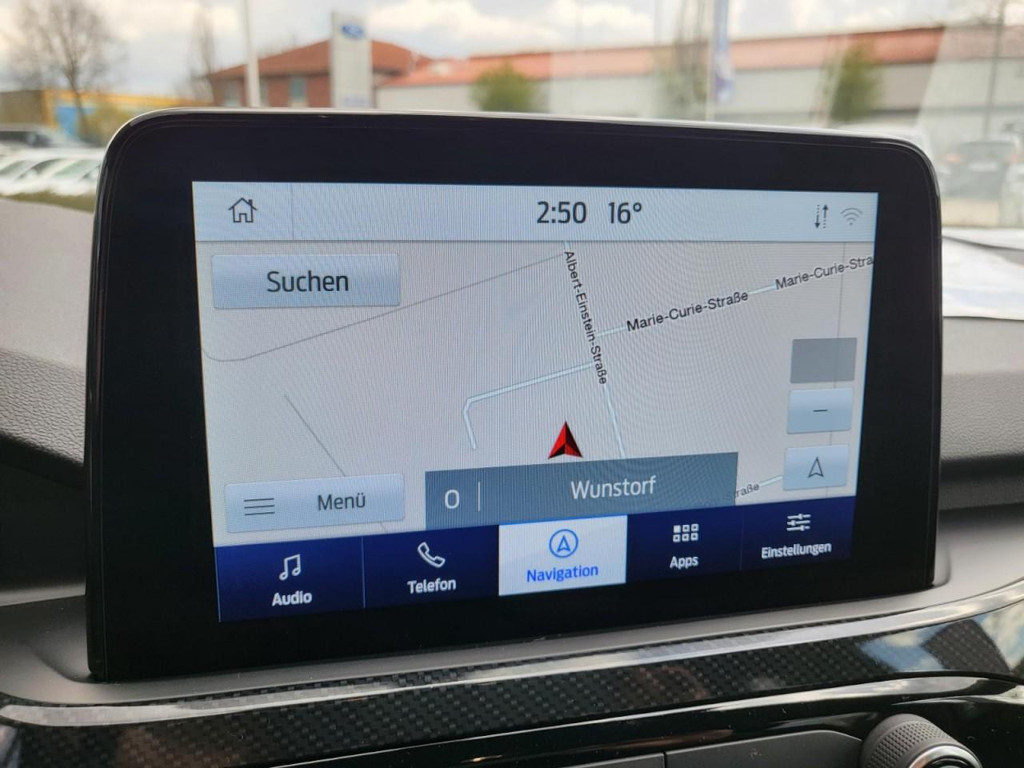 2:50 16°
Suchen
Albert-Einstein-Straße
Marie-Curie-Straße
Marie-Curie-Stra
Menü
O
Wunstorf
raße
Audio
Telefon
Navigation
Apps
Einstellungen